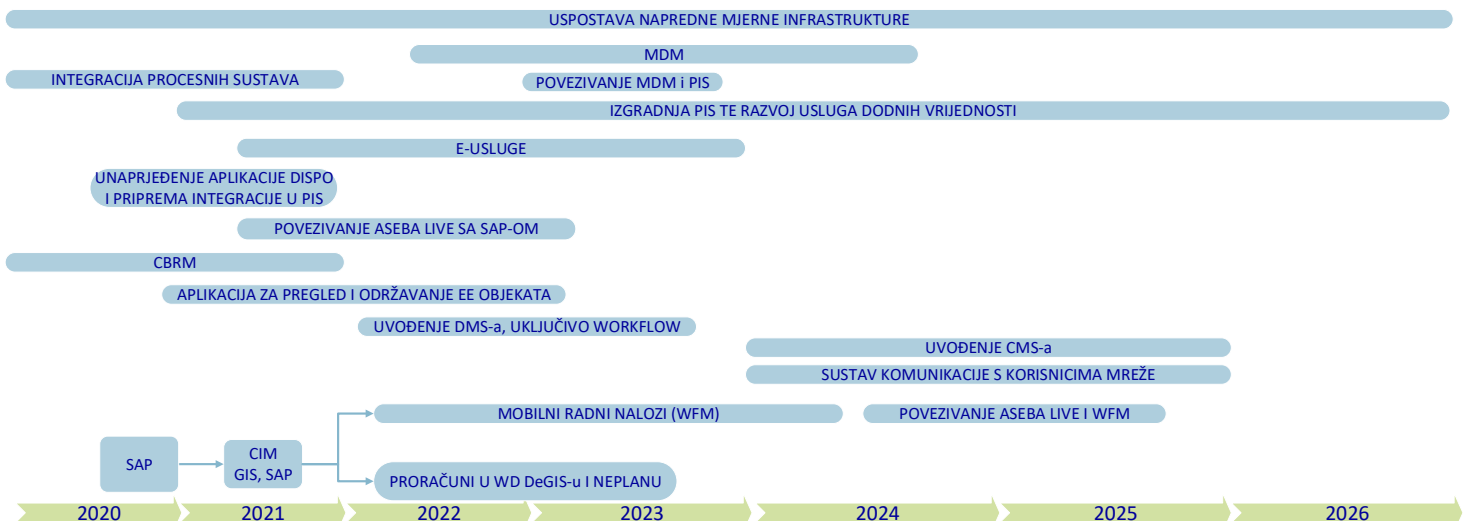 USPOSTAVA NAPREDNE MJERNE INFRASTRUKTURE
MDM
INTEGRACIJA PROCESNIH SUSTAVA
POVEZIVANJE MDM i PIS
IZGRADNJA PIS TE RAZVOJ USLUGA DODNIH VRIJEDNOSTI
E-USLUGE
UNAPRJEĐENJE APLIKACIJE DISPO
I PRIPREMA INTEGRACIJE U PIS
POVEZIVANJE ASEBA LIVE SA SAP-OM
CBRM
APLIKACIJA ZA PREGLED I ODRŽAVANJE EE OBJEKATA
UVOĐENJE DMS-a, UKLJUČIVO WORKFLOW
UVOĐENJE CMS-a
SUSTAV KOMUNIKACIJE S KORISNICIMA MREŽE
MOBILNI RADNI NALOZI (WFM)
POVEZIVANJE ASEBA LIVE I WFM
SAP
CIM
GIS, SAP
PRORAČUNI U WD DeGIS-u I NEPLANU
2020
2021
2022
2023
2024
2025
2026